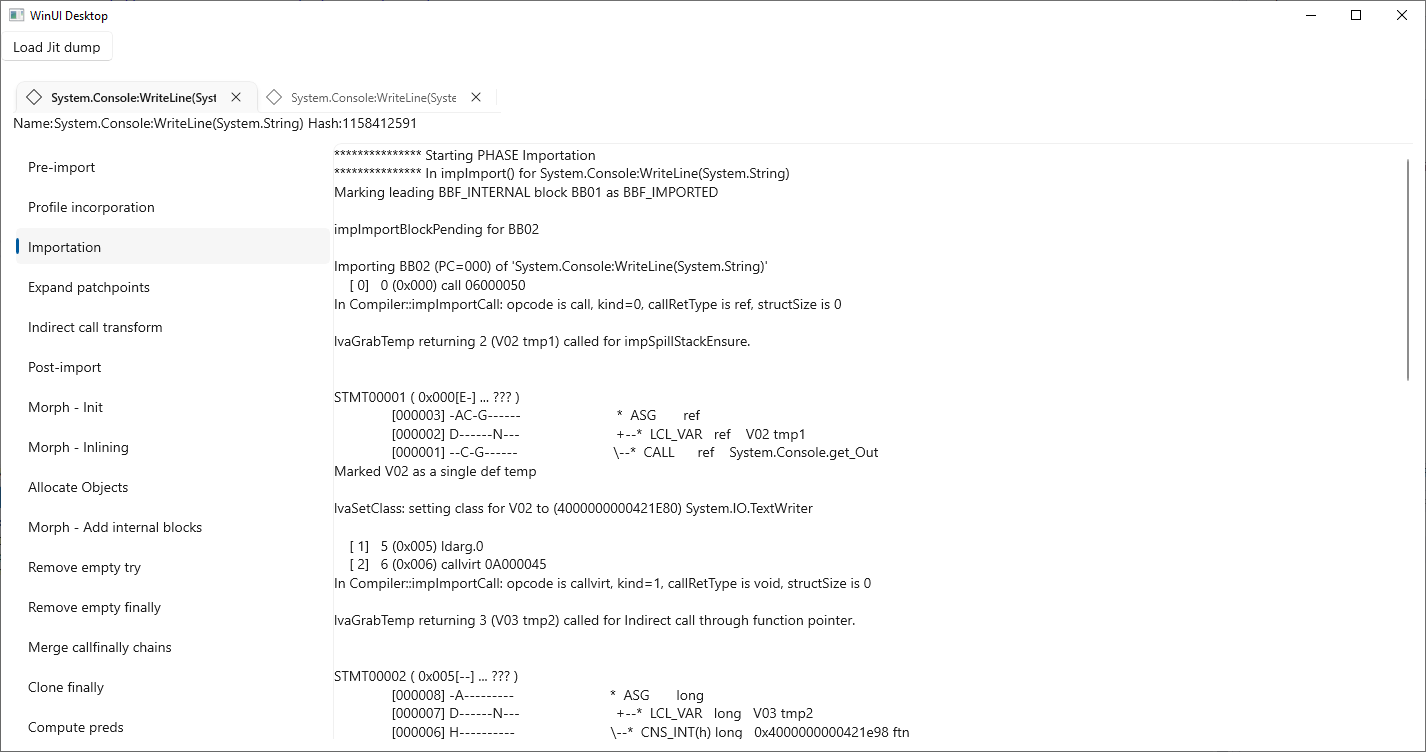 WinUI Desktop
Load Jit dump
System.Console:WriteLine(Syst
System.Console:WriteLine(Syste
Name:System.Console:WriteLine(System.String) Hash:1158412591
Pre-import
Profile incorporation
Importation
Expand patchpoints
Indirect call transform
Post-import
Morph - Init
Morph - Inlining
Allocate Objects
Morph - Add internal blocks
Remove empty try
Remove empty finally
Merge callfinally chains
Clone finally
Compute preds
*************** Starting PHASE Importation
*************** In impImport() for System.Console:WriteLine(System.String)
Marking leading BBF_INTERNAL block BB01 as BBF_IMPORTED
impImportBlockPending for BB02
Importing BB02 (PC=000) of 'System.Console:WriteLine(System.String)'
[ 0] 0 (0x000) call 06000050
In Compiler::impImportCall: opcode is call, kind=0, callRetType is ref, structSize is 0
lvaGrabTemp returning 2 (V02 tmp1) called for impSpillStackEnsure.
STMT00001 ( 0x000[E-] ... ??? )
[000003] -AC-G------ * ASG ref
[000002] D------N--- +--* LCL_VAR ref V02 tmp1
[000001] --C-G------ \--* CALL ref System.Console.get_Out
Marked V02 as a single def temp
lvaSetClass: setting class for V02 to (4000000000421E80) System.IO.TextWriter
[ 1] 5 (0x005) ldarg.0
[ 2] 6 (0x006) callvirt 0A000045
In Compiler::impImportCall: opcode is callvirt, kind=1, callRetType is void, structSize is 0
lvaGrabTemp returning 3 (V03 tmp2) called for Indirect call through function pointer.
STMT00002 ( 0x005[--] ... ??? )
[000008] -A--------- * ASG long
[000007] D------N--- +--* LCL_VAR long V03 tmp2
[000006] H---------- \--* CNS_INT(h) long 0x4000000000421e98 ftn